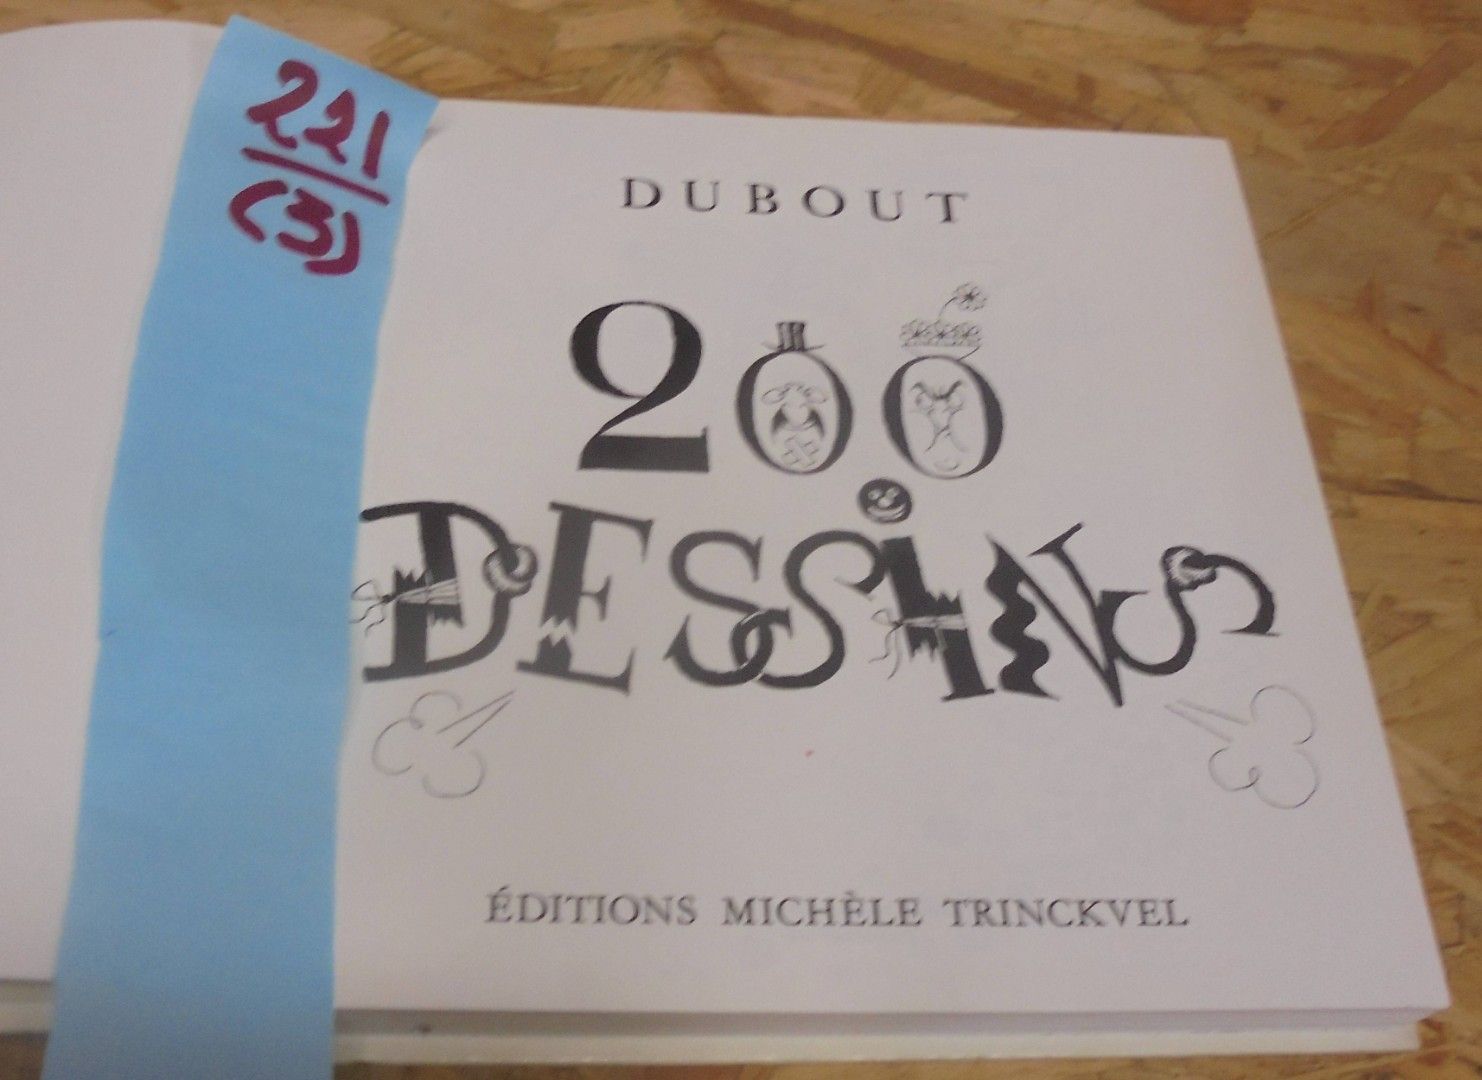 221
(3)
DUBOUT
200
DESSiNS
ÉDITIONS MICHÈLE TRINCKVEL